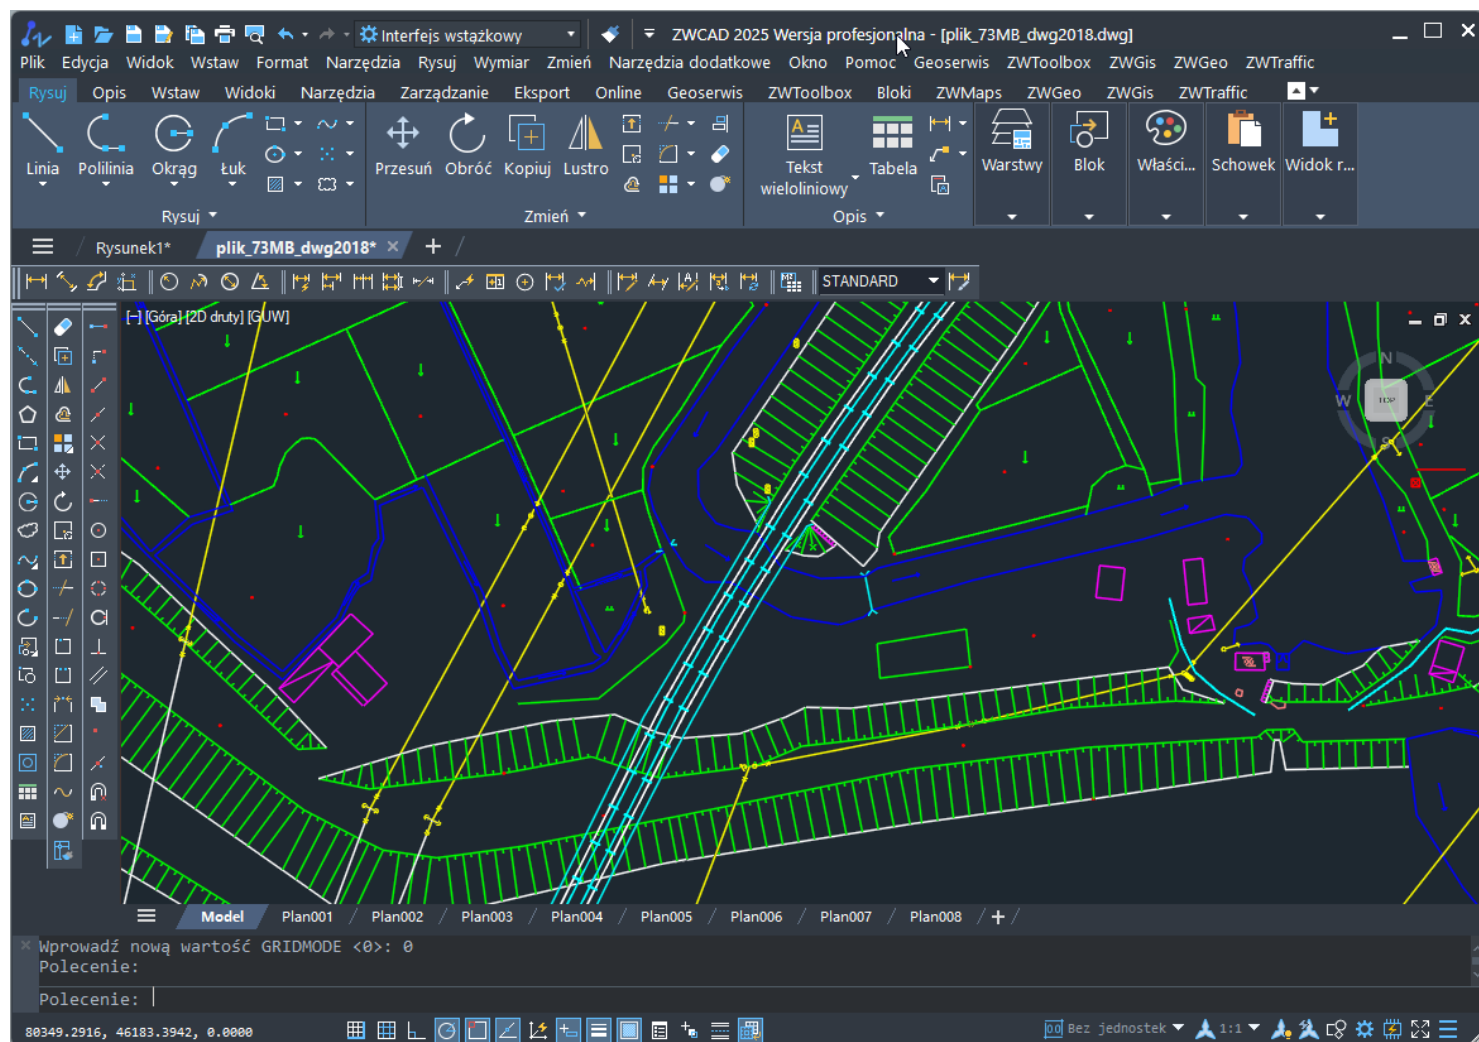 Interfejs wstążkowy
ZWCAD 2025 Wersja profesjonalna - [plik_73MB_dwg2018.dwg]
Plik Edycja Widok Wstaw Format Narzędzia Rysuj Wymiar Zmień Narzędzia dodatkowe Okno Pomoc Geoserwis ZWToolbox ZWGis ZWGeo ZWTraffic
Rysuj Opis Wstaw Widoki Narzędzia Zarządzanie Eksport Online Geoserwis ZWToolbox Bloki ZWMaps ZWGeo ZWGis ZWTraffic
Linia Polilinia Okrąg Łuk Przesuń Obróć Kopiuj Lustro Tekst wieloliniowy Tabela Warstwy Blok Właści... Schowek Widok r...
Rysuj Zmień Opis
Rysunek1* plik_73MB_dwg2018*
STANDARD
[−] [Góra] [2D druty] [GUW]
N
W TOP E
S
Model Plan001 Plan002 Plan003 Plan004 Plan005 Plan006 Plan007 Plan008
Wprowadź nową wartość GRIDMODE <0>: 0
Polecenie:
Polecenie:
80349.2916, 46183.3942, 0.0000
Bez jednostek 1:1